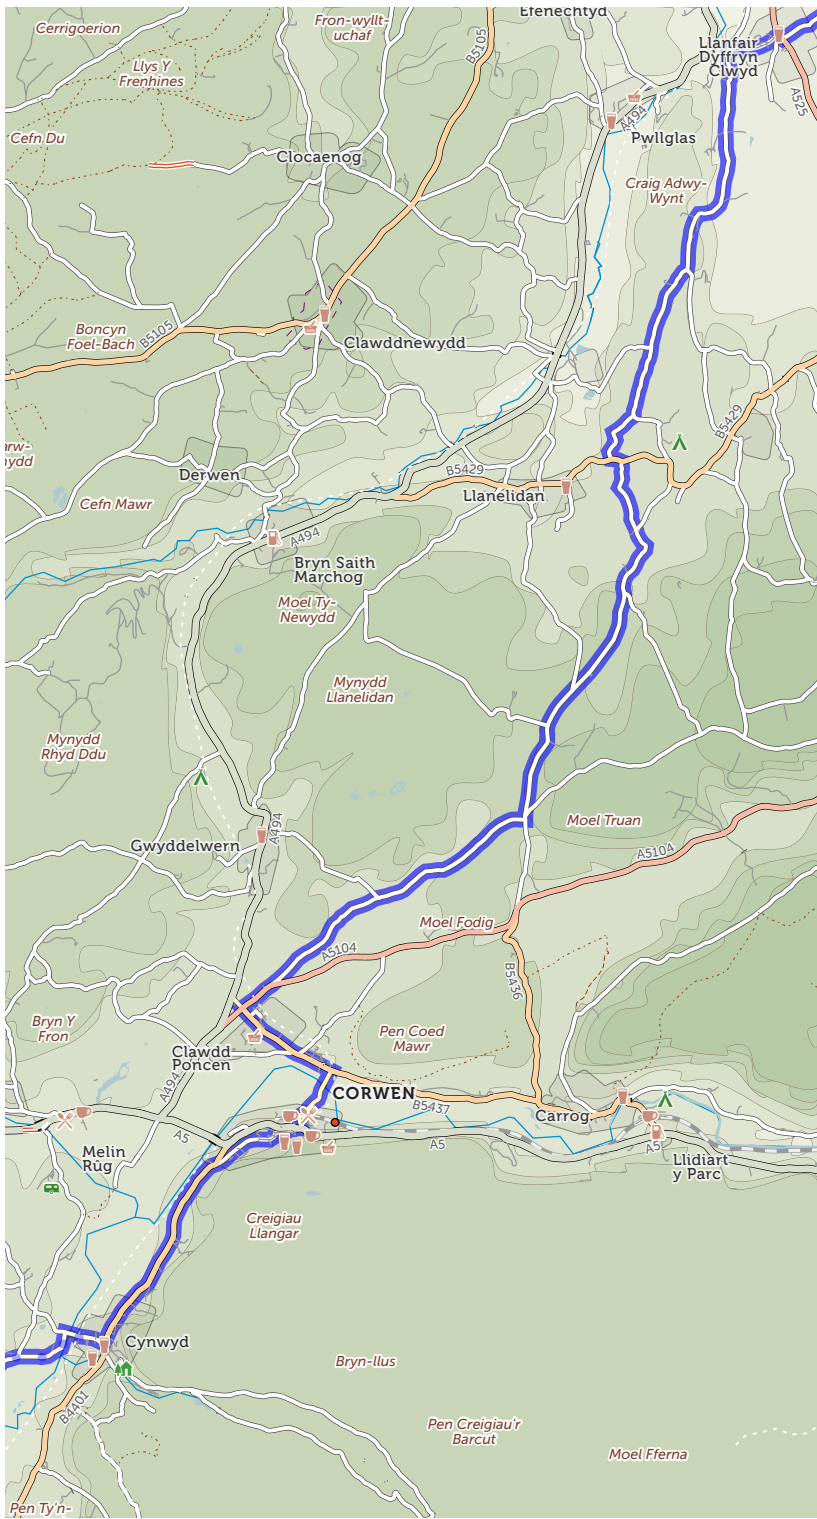 Efenechtyd
Cerrigoerion
Fron-wyllt-
uchaf
B5105
Llanfair
Dyffryn
Clwyd
Llys Y
Frenhines
A525
A494
Cefn Du
Pwllglas
Clocaenog
Craig Adwy-
Wynt
Boncyn
Foel-Bach
B5105
Clawddnewydd
B5429
arw-
nydd
Derwen
B5429
Llanelidan
Cefn Mawr
A494
Bryn Saith
Marchog
Moel Ty-
Newydd
Mynydd
Llanelidan
Mynydd
Rhyd Ddu
A494
Moel Truan
Gwyddelwern
A5104
Moel Fodig
A5104
B5436
Bryn Y
Fron
Pen Coed
Mawr
Clawdd
Poncen
A494
CORWEN
B5437
Carrog
A5
A5
A5
Melin
Rûg
Llidiart
y Parc
Creigiau
Llangar
Cynwyd
Bryn-llus
B4401
Pen Creigiau'r
Barcut
Moel Fferna
Pen Ty'n-